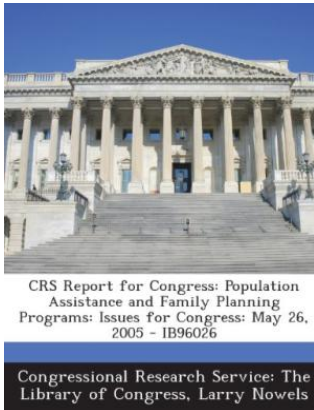 CRS Report for Congress: Population
Assistance and Family Planning
Programs: Issues for Congress: May 26,
2005 - IB96026
Congressional Research Service: The
Library of Congress, Larry Nowels